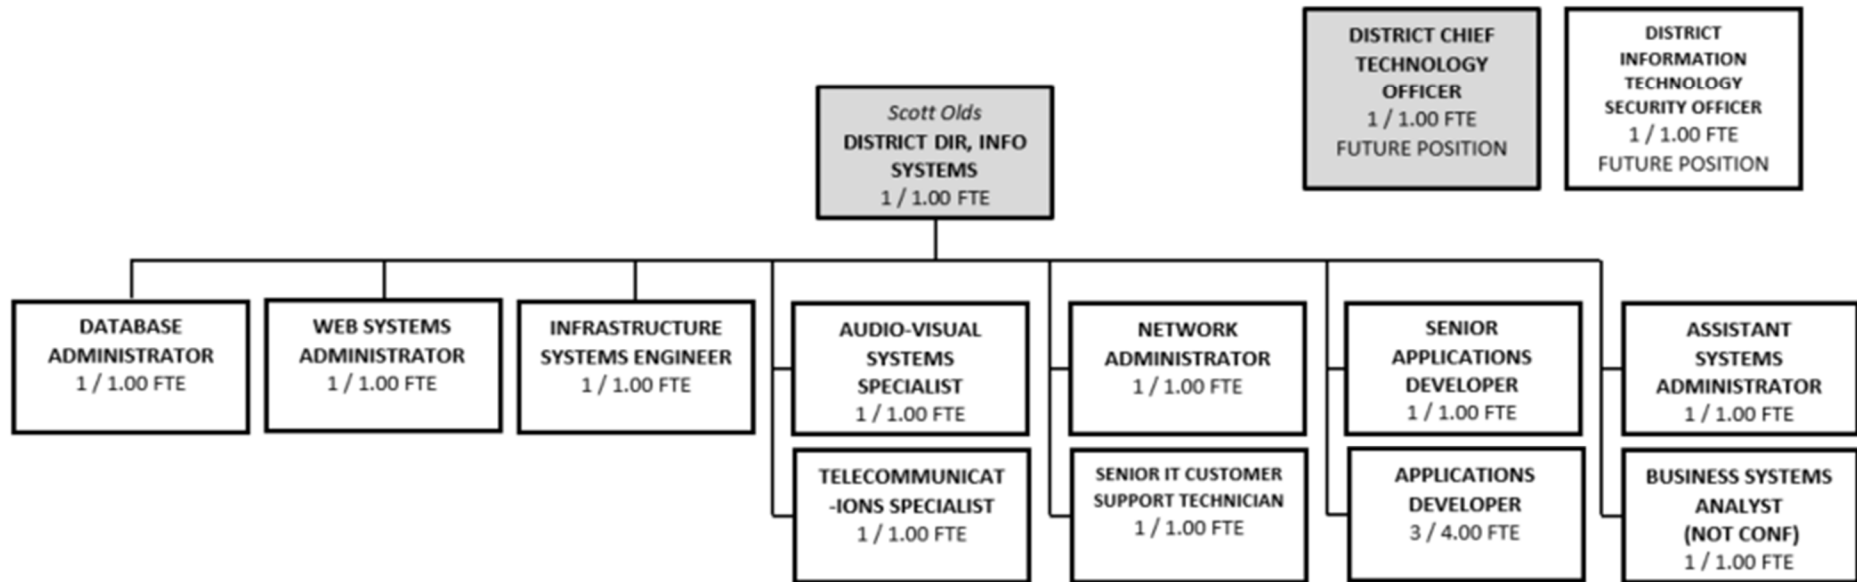 DISTRICT CHIEF
TECHNOLOGY
OFFICER
1 / 1.00 FTE
FUTURE POSITION
DISTRICT
INFORMATION
TECHNOLOGY
SECURITY OFFICER
1 / 1.00 FTE
FUTURE POSITION
Scott Olds
DISTRICT DIR, INFO
SYSTEMS
1 / 1.00 FTE
DATABASE
ADMINISTRATOR
1 / 1.00 FTE
WEB SYSTEMS
ADMINISTRATOR
1 / 1.00 FTE
INFRASTRUCTURE
SYSTEMS ENGINEER
1 / 1.00 FTE
AUDIO-VISUAL
SYSTEMS
SPECIALIST
1 / 1.00 FTE
NETWORK
ADMINISTRATOR
1 / 1.00 FTE
SENIOR
APPLICATIONS
DEVELOPER
1 / 1.00 FTE
ASSISTANT
SYSTEMS
ADMINISTRATOR
1 / 1.00 FTE
TELECOMMUNICAT
-IONS SPECIALIST
1 / 1.00 FTE
SENIOR IT CUSTOMER
SUPPORT TECHNICIAN
1 / 1.00 FTE
APPLICATIONS
DEVELOPER
3 / 4.00 FTE
BUSINESS SYSTEMS
ANALYST
(NOT CONF)
1 / 1.00 FTE